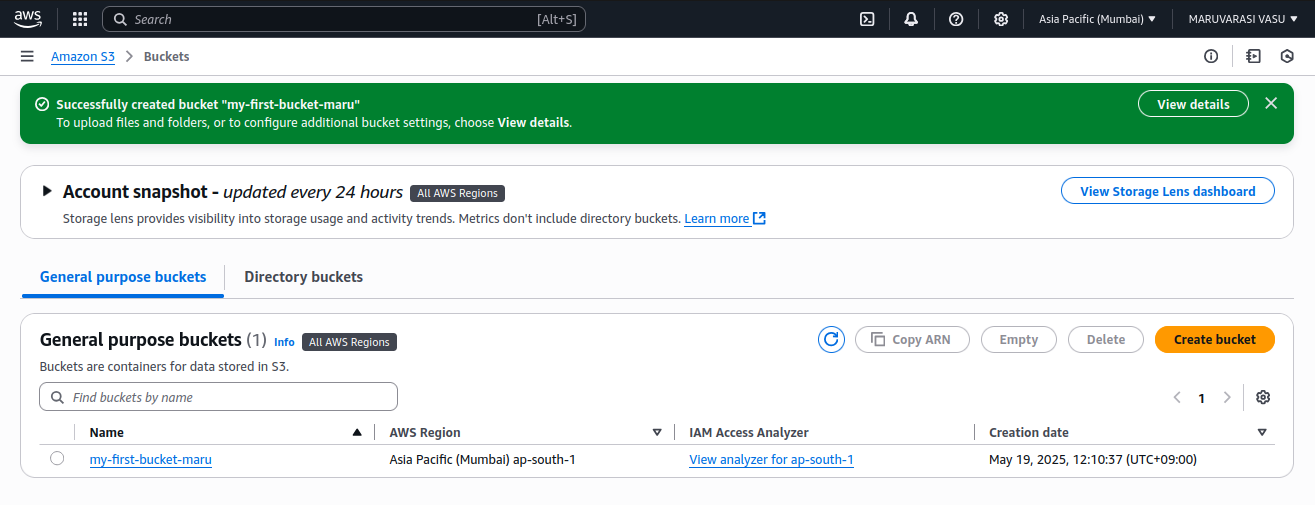 aws Search [Alt+S] Asia Pacific (Mumbai) MARUVARASI VASU
Amazon S3 Buckets
Successfully created bucket "my-first-bucket-maru" View details
To upload files and folders, or to configure additional bucket settings, choose View details.
Account snapshot - updated every 24 hours All AWS Regions View Storage Lens dashboard
Storage lens provides visibility into storage usage and activity trends. Metrics don't include directory buckets. Learn more
General purpose buckets Directory buckets
General purpose buckets (1) Info All AWS Regions Copy ARN Empty Delete Create bucket
Buckets are containers for data stored in S3.
Find buckets by name 1
Name AWS Region IAM Access Analyzer Creation date
my-first-bucket-maru Asia Pacific (Mumbai) ap-south-1 View analyzer for ap-south-1 May 19, 2025, 12:10:37 (UTC+09:00)